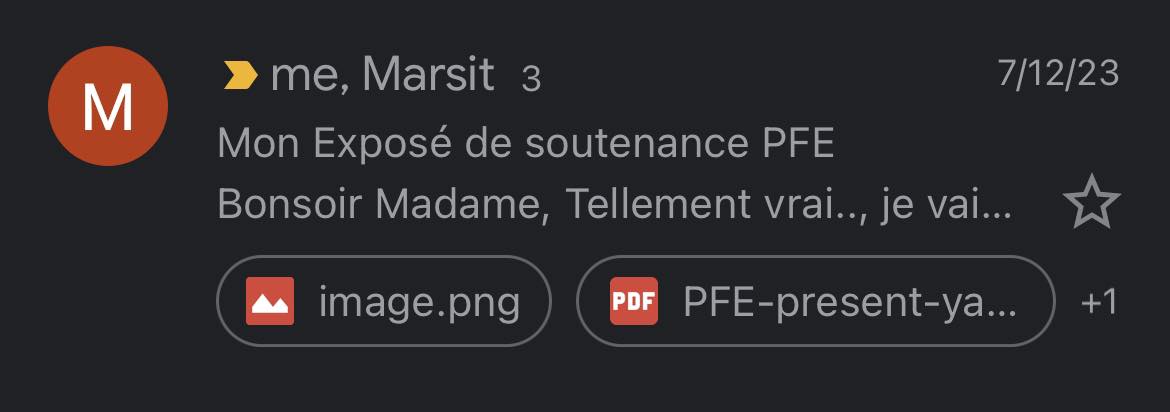 M
me, Marsit 3
7/12/23
Mon Exposé de soutenance PFE
Bonsoir Madame, Tellement vrai.., je vai...
image.png
PDF PFE-present-ya...
+1